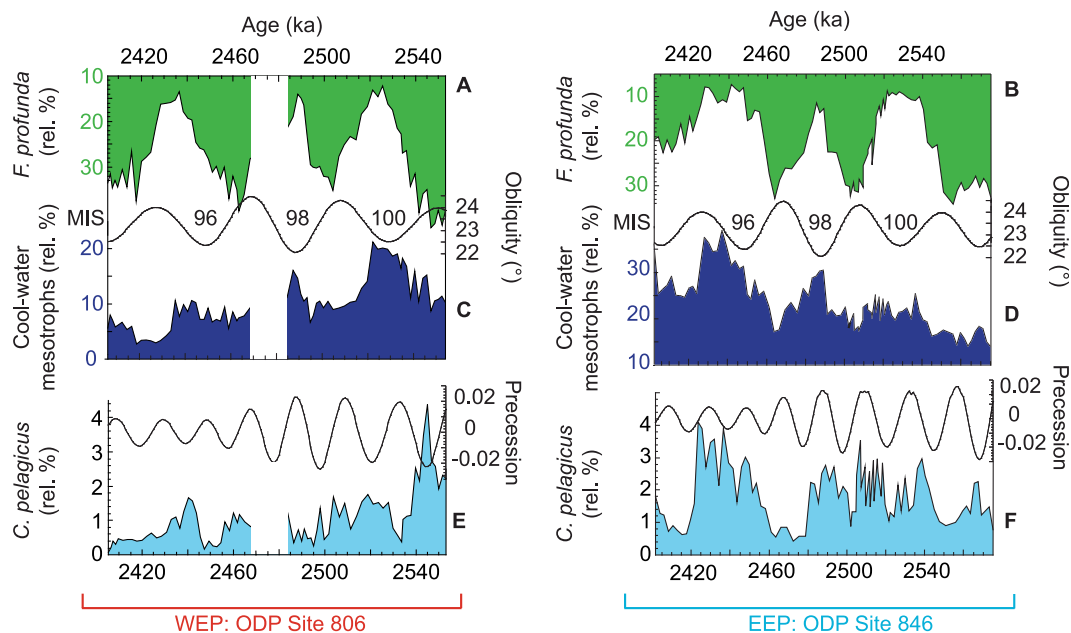 Age (ka)
2420 2460 2500 2540
10
20
30
F. profunda
(rel. %)
A
MIS
96
98
100
24
23
22
Obliquity (°)
20
10
0
Cool-water
mesotrophs (rel. %)
C
4
3
2
1
0
C. pelagicus
(rel. %)
0.02
0
-0.02
Precession
E
2420 2460 2500 2540
WEP: ODP Site 806
Age (ka)
2420 2460 2500 2540
10
20
30
F. profunda
(rel. %)
B
MIS
96
98
100
24
23
22
Obliquity (°)
30
20
10
Cool-water
mesotrophs (rel. %)
D
4
3
2
1
0
C. pelagicus
(rel. %)
0.02
0
-0.02
Precession
F
2420 2460 2500 2540
EEP: ODP Site 846